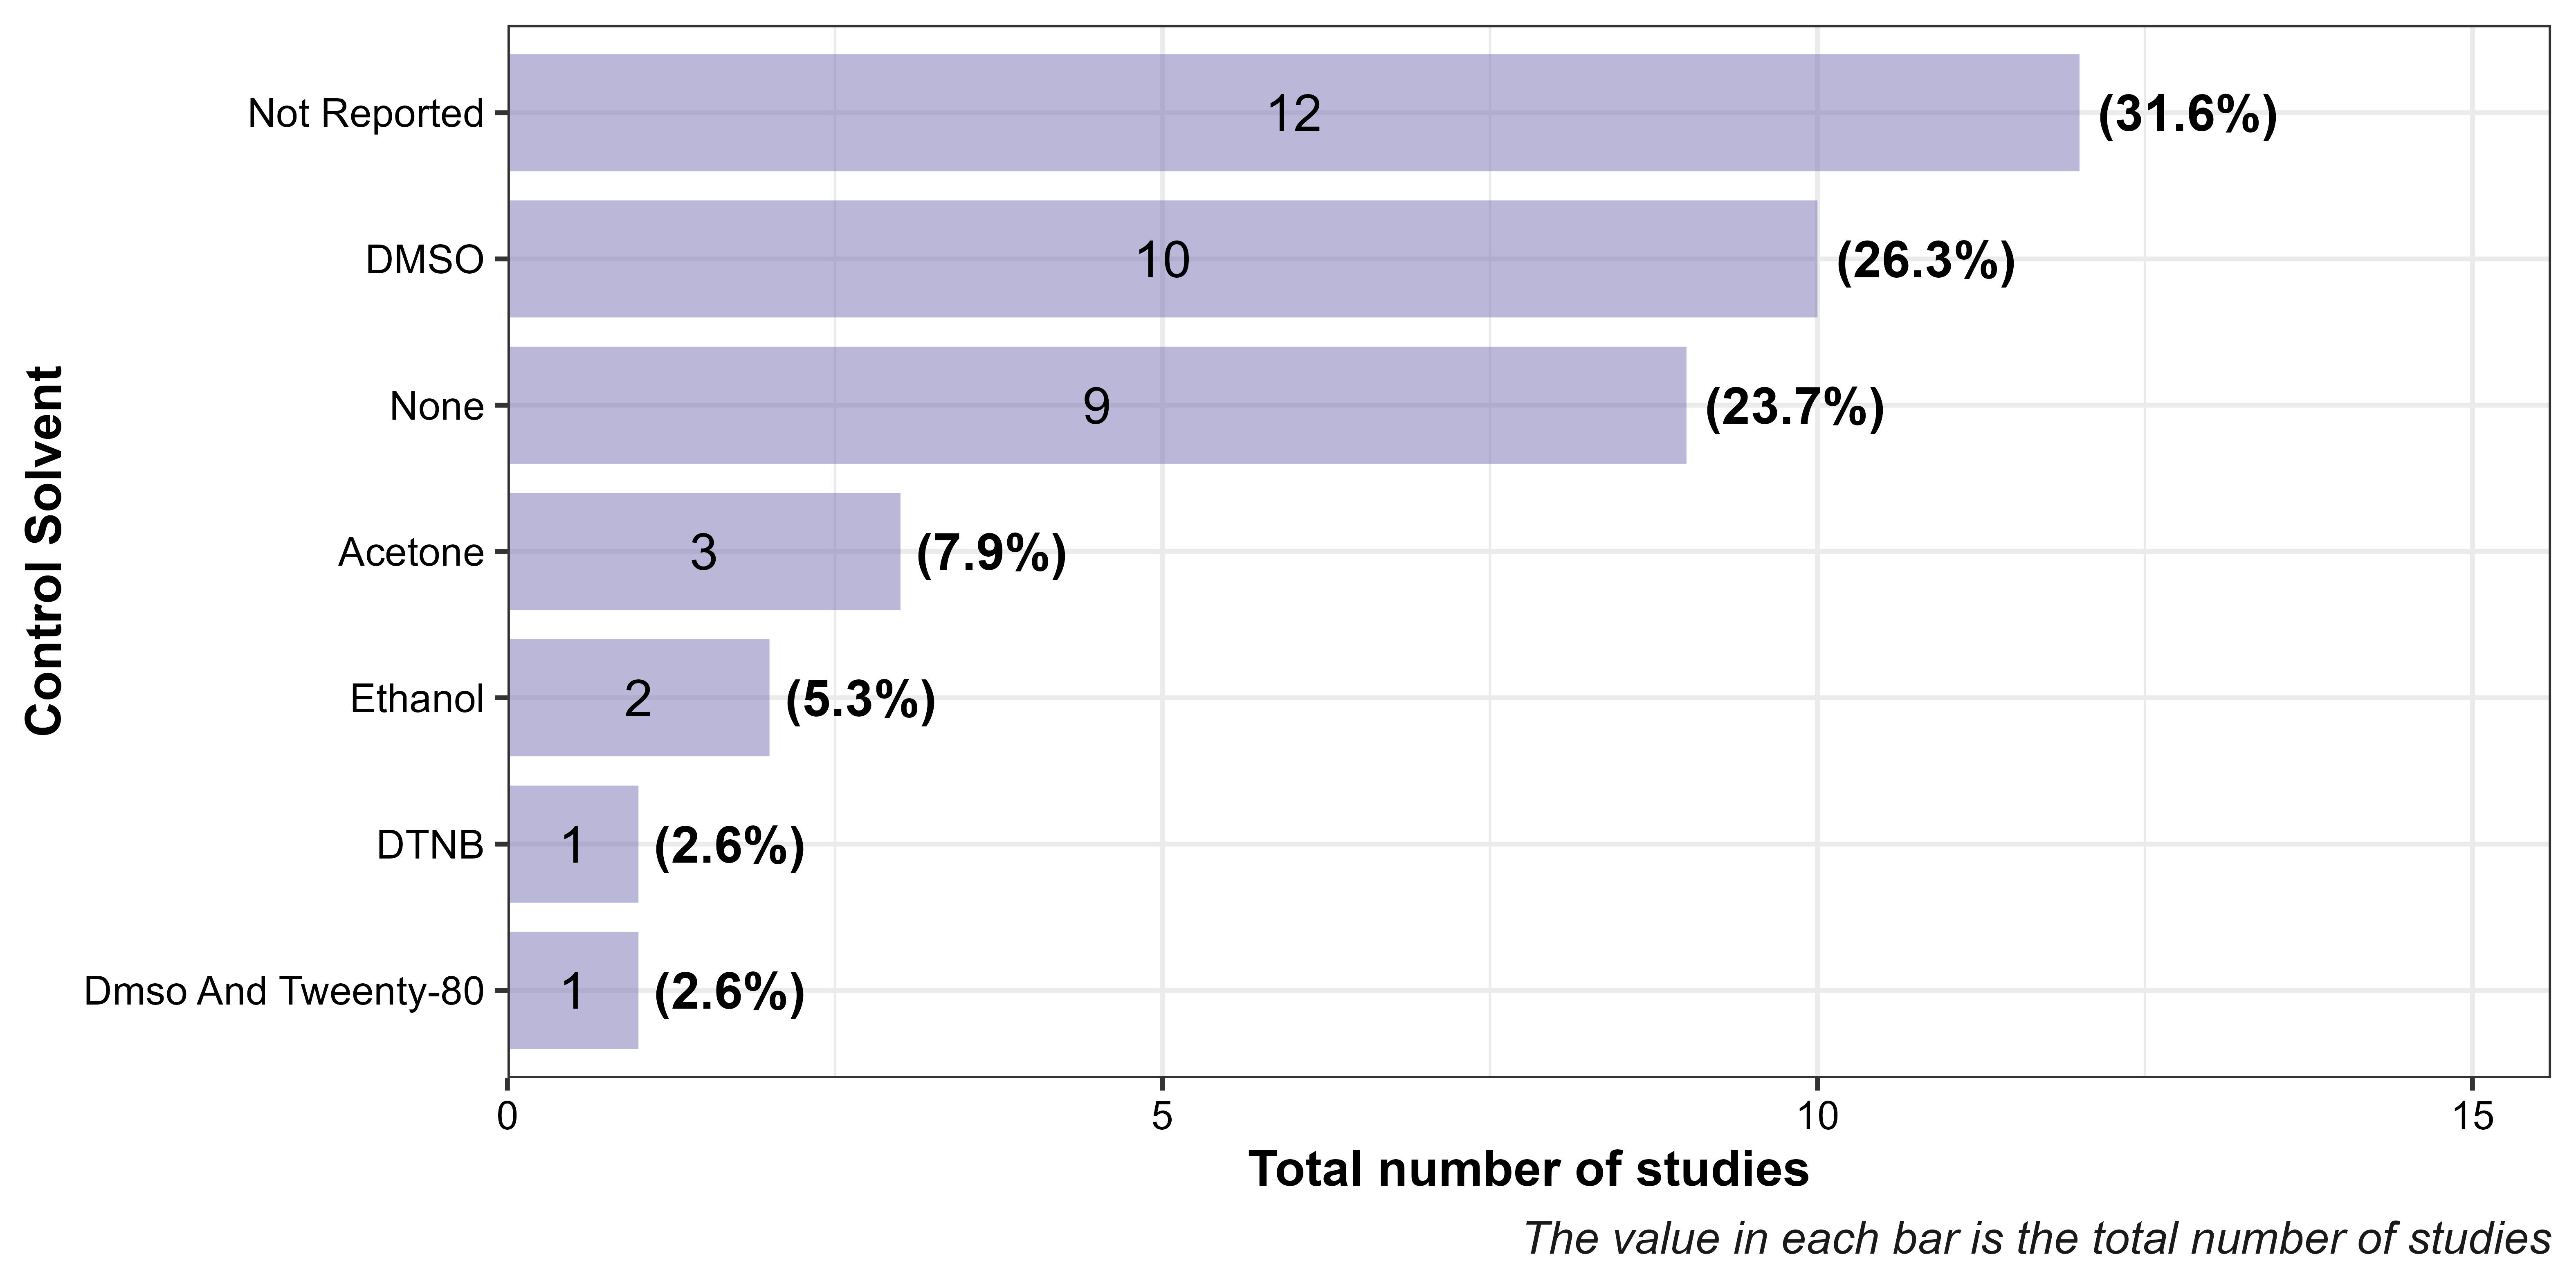 Control Solvent
Not Reported 12 (31.6%)
DMSO 10 (26.3%)
None 9 (23.7%)
Acetone 3 (7.9%)
Ethanol 2 (5.3%)
DTNB 1 (2.6%)
Dmso And Tweenty-80 1 (2.6%)
0 5 10 15
Total number of studies
The value in each bar is the total number of studies